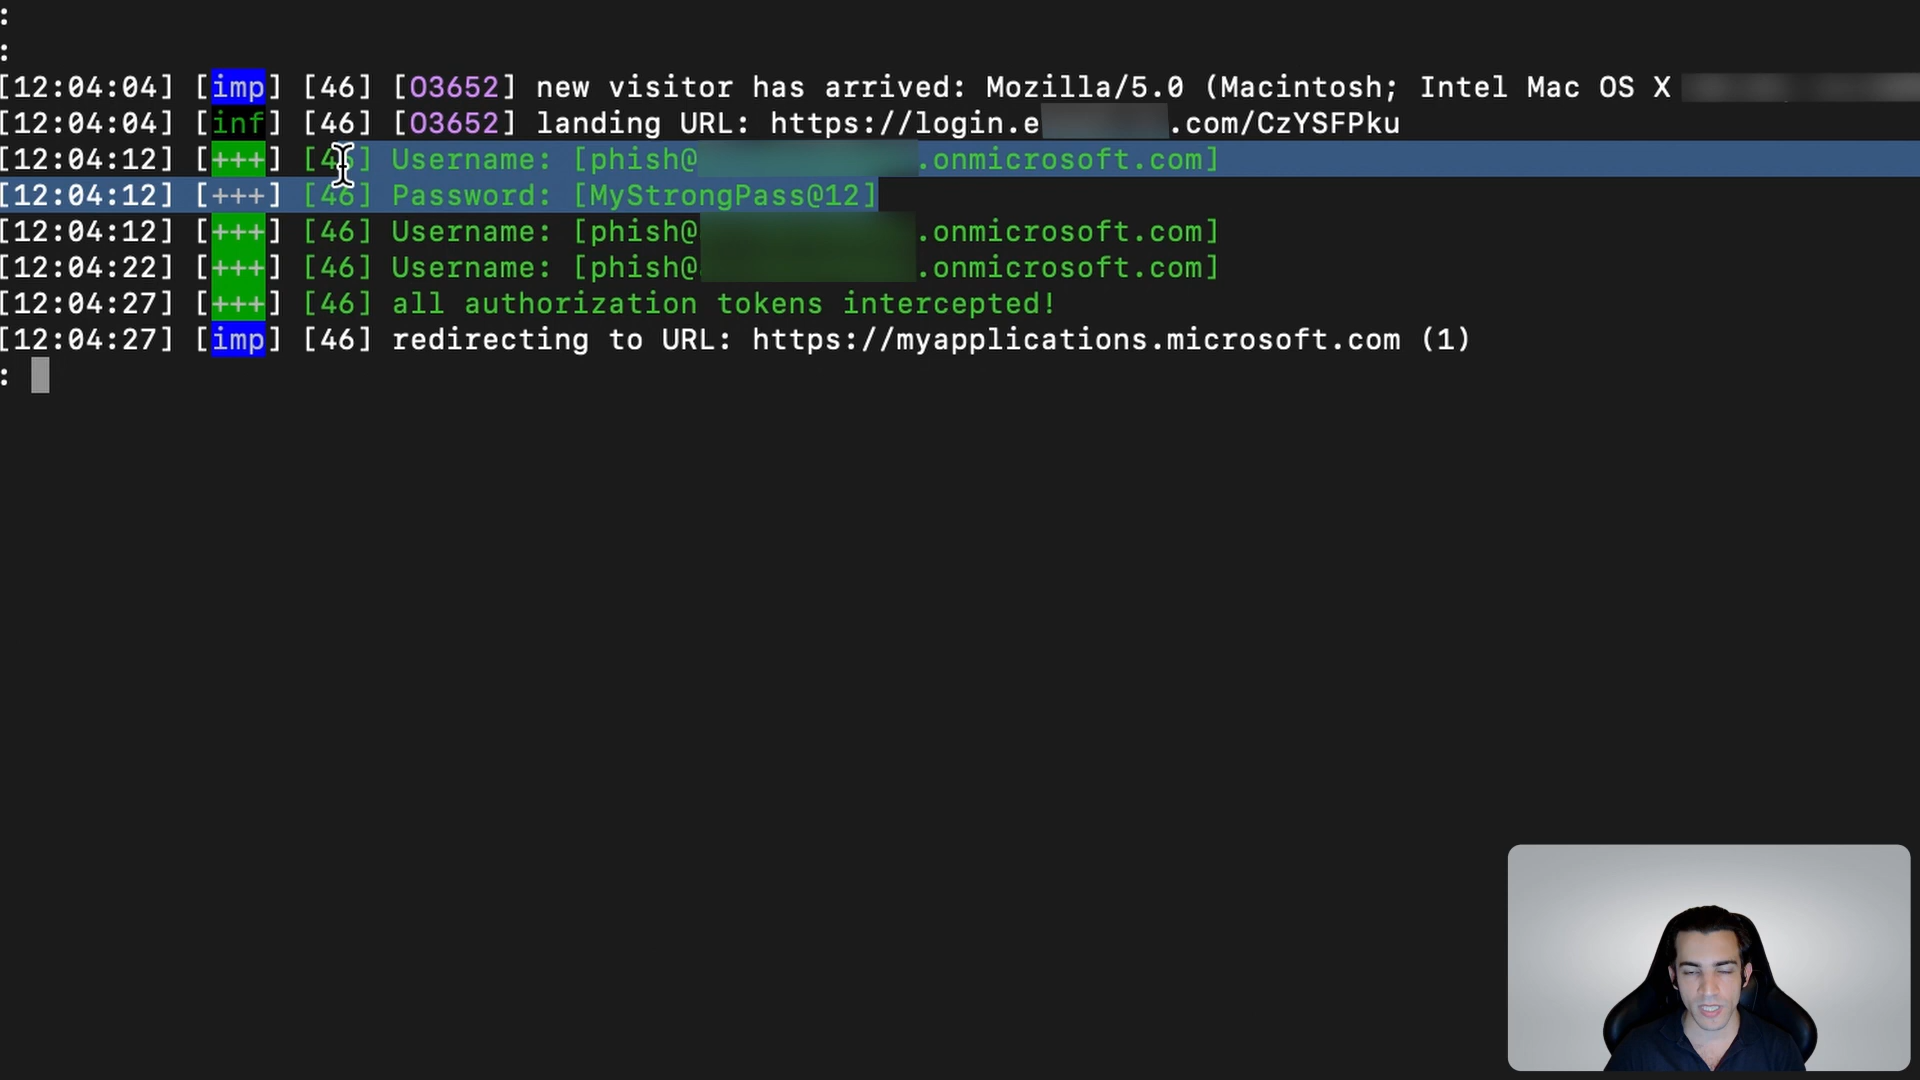 :
:
[12:04:04] [imp] [46] [O3652] new visitor has arrived: Mozilla/5.0 (Macintosh; Intel Mac OS X
[12:04:04] [inf] [46] [O3652] landing URL: https://login.e .com/CzYSFPku
[12:04:12] [+++] [46] Username: [phish@ .onmicrosoft.com]
[12:04:12] [+++] [46] Password: [MyStrongPass@12]
[12:04:12] [+++] [46] Username: [phish@ .onmicrosoft.com]
[12:04:22] [+++] [46] Username: [phish@ .onmicrosoft.com]
[12:04:27] [+++] [46] all authorization tokens intercepted!
[12:04:27] [imp] [46] redirecting to URL: https://myapplications.microsoft.com (1)
: